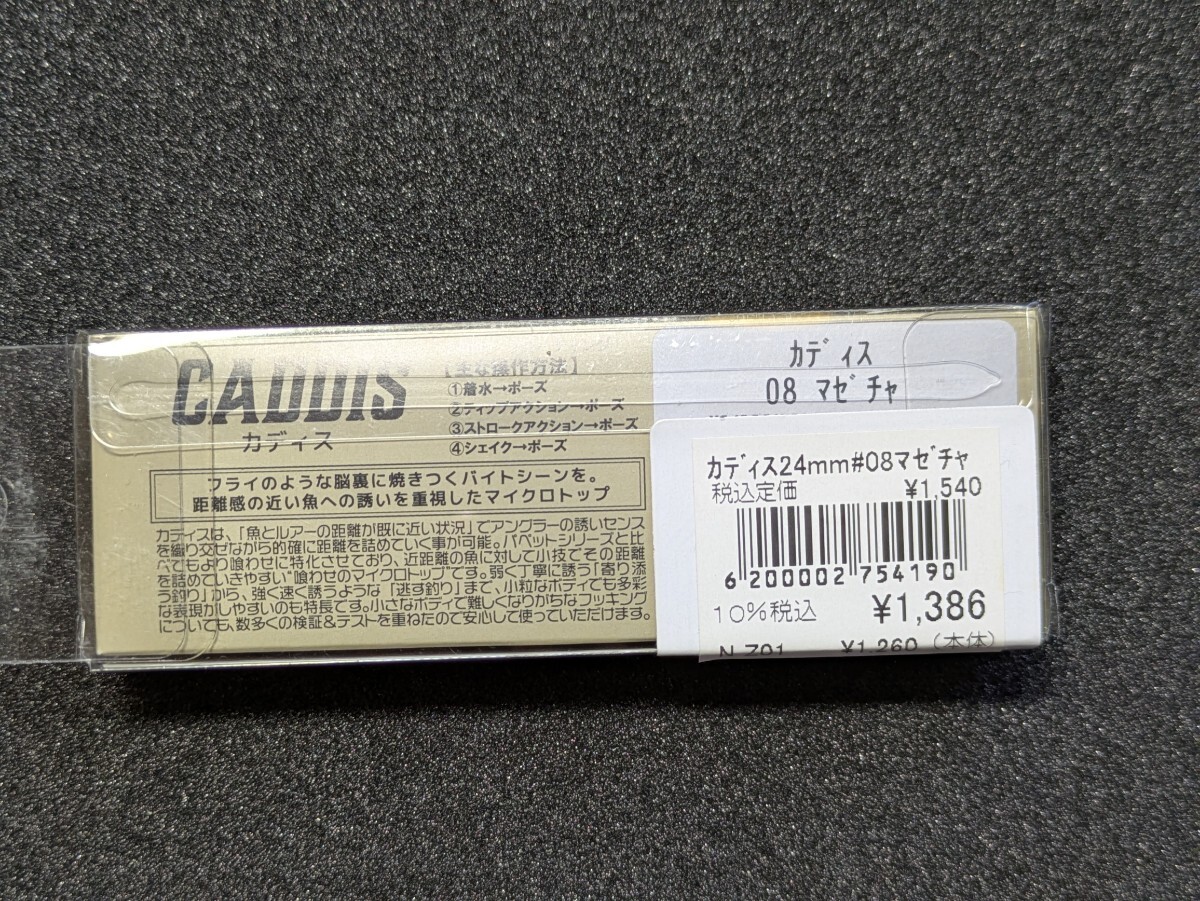 CADDIS
カディス
【主な操作方法】
①着水→ポーズ
②ティップアクション→ポーズ
③ストロークアクション→ポーズ
④シェイク→ポーズ
フライのような脳裏に焼きつくバイトシーンを。
距離感の近い魚への誘いを重視したマイクロトップ
カディスは、「魚とルアーの距離が既に近い状況」でアングラーの誘いセンス
を織り交ぜながら的確に距離を詰めていく事が可能。パペットシリーズと比
べてもより喰わせに特化させており、近距離の魚に対して小技でその距離
を詰めていきやすい“喰わせのマイクロトップ”です。弱く丁寧に誘う「寄り添
う釣り」から、強く速く誘うような「逃す釣り」まで、小粒なボディでも多彩
な表現がしやすいのも特長です。小さなボディで難しくなりがちなフッキング
についても、数多くの検証&テストを重ねたので安心して使っていただけます。
ｶﾃﾞｨｽ
08 ﾏｾﾞﾁｬ
ｶﾃﾞｨｽ24mm#08ﾏｾﾞﾁｬ
税込定価 ¥1,540
6 200002 754190
10%税込 ¥1,386
N 701 ¥1,260 (本体)